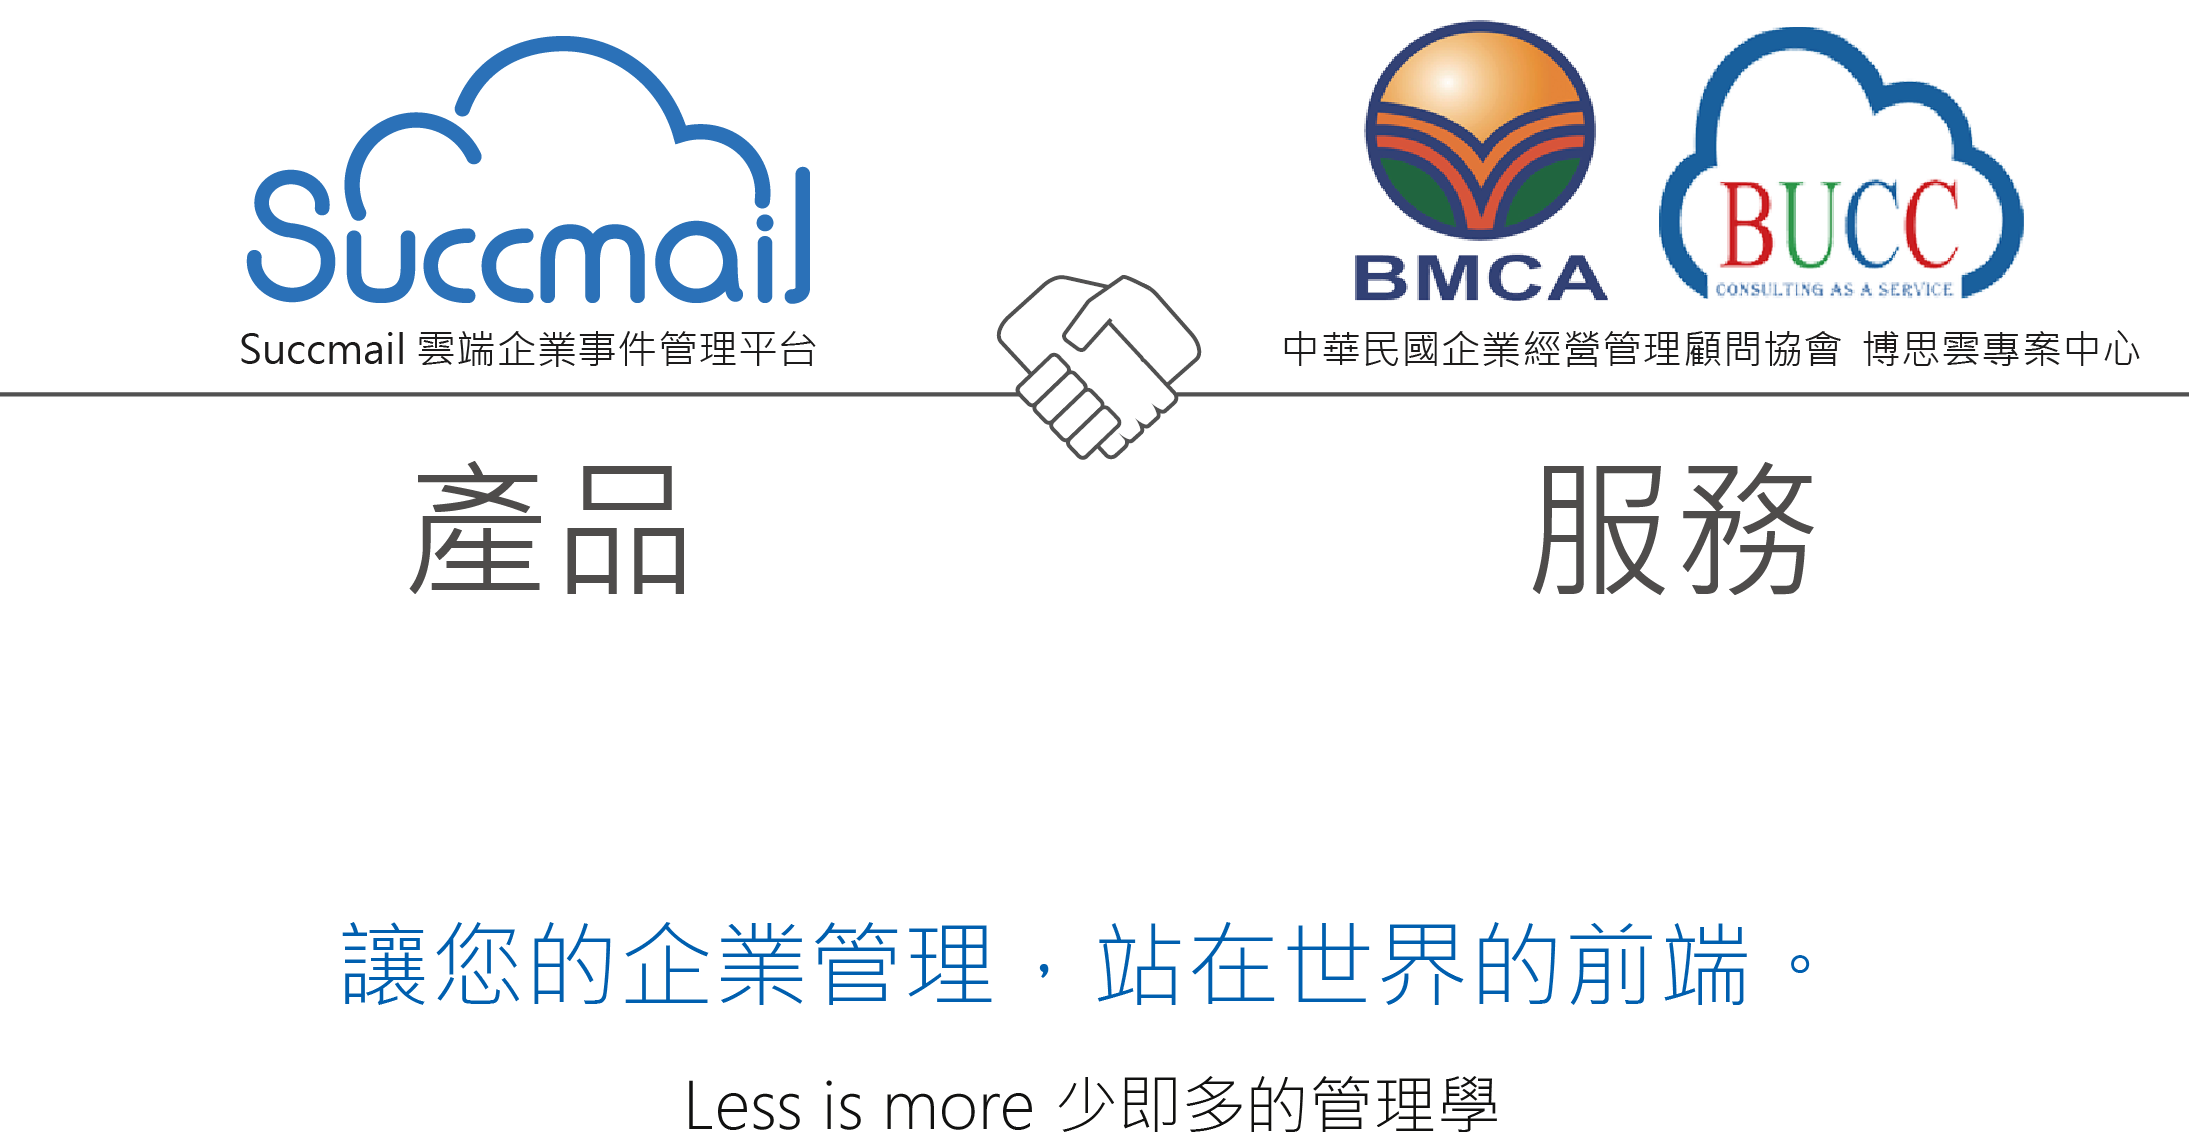 Succmail
BMCA
BUCC
CONSULTING AS A SERVICE
Succmail 雲端企業事件管理平台
中華民國企業經營管理顧問協會 博思雲專案中心
產品
服務
讓您的企業管理，站在世界的前端。
Less is more 少即多的管理學